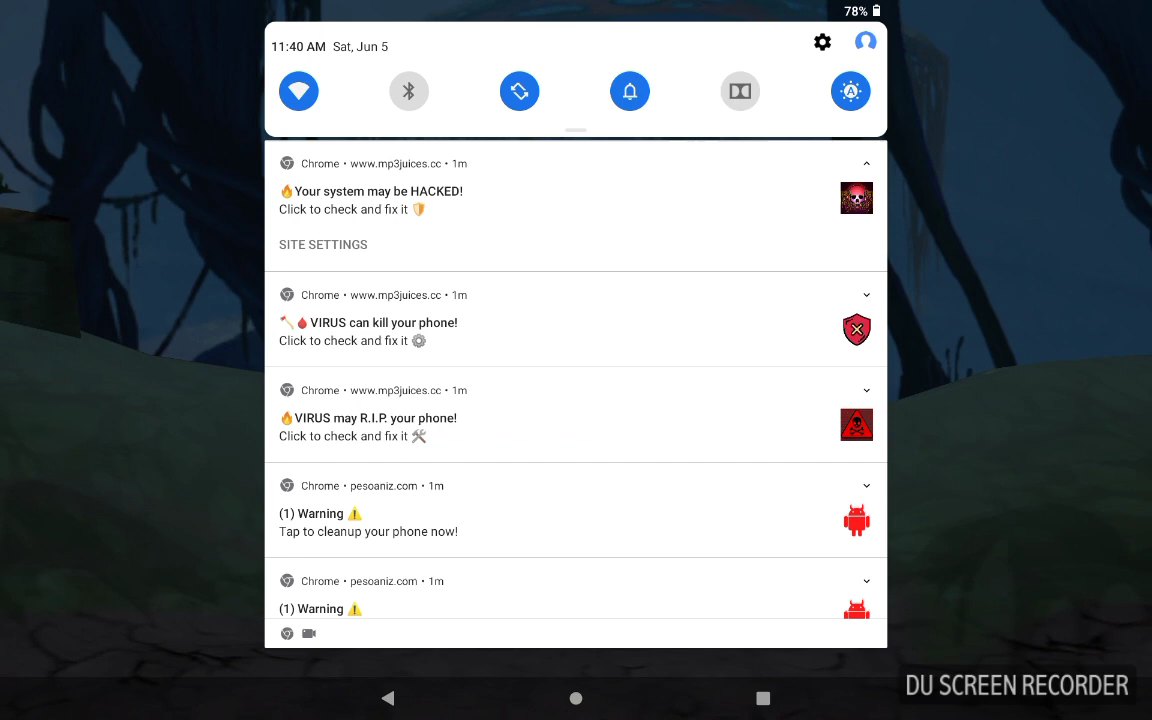 78%
11:40 AM Sat, Jun 5
Chrome • www.mp3juices.cc • 1m
🔥Your system may be HACKED!
Click to check and fix it 🛡️
SITE SETTINGS
Chrome • www.mp3juices.cc • 1m
🪓🩸VIRUS can kill your phone!
Click to check and fix it ⚙️
Chrome • www.mp3juices.cc • 1m
🔥VIRUS may R.I.P. your phone!
Click to check and fix it 🛠️
Chrome • pesoaniz.com • 1m
(1) Warning ⚠️
Tap to cleanup your phone now!
Chrome • pesoaniz.com • 1m
(1) Warning ⚠️
DU SCREEN RECORDER